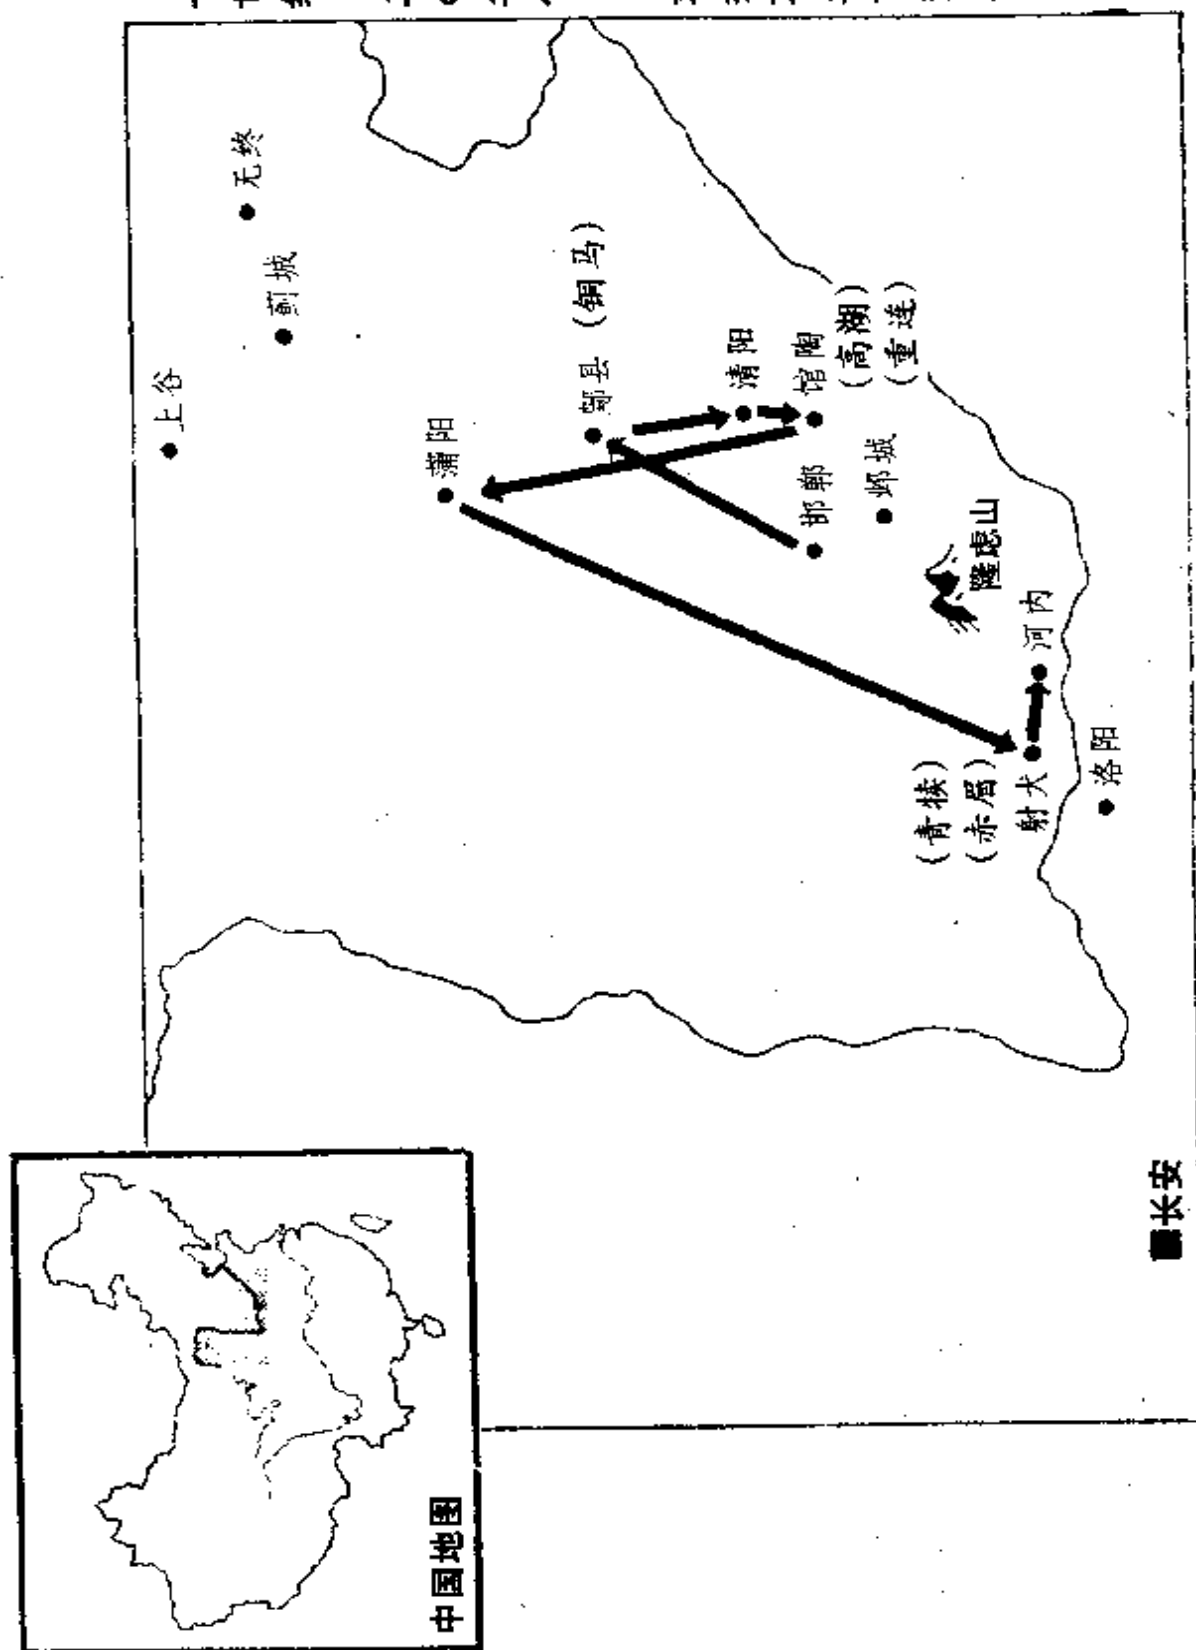 上谷
无终
蓟城
蒲阳
鄡县 (铜马)
清阳
馆陶
(高湖)
(重连)
邯郸
邺城
隆虑山
河内
(青犊)
(赤眉)
射犬
洛阳
■长安
中国地图